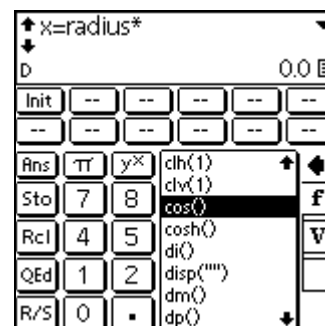 x=radius*
D 0.0
Init -- -- -- -- --
-- -- -- -- -- --
Ans π yˣ
Sto 7 8
Rcl 4 5
QEd 1 2
R/S 0 .
clh(1)
clv(1)
cos()
cosh()
di()
disp("")
dm()
dp()
f
V